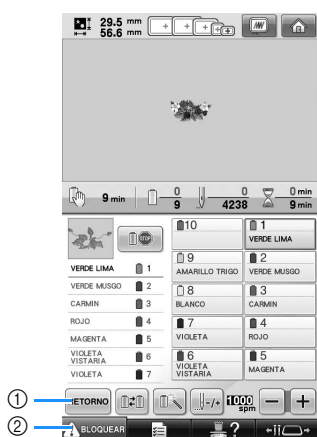 29.5 mm
56.6 mm
9 min
0
9
0
4238
0 min
9 min
10
1
VERDE LIMA
9
AMARILLO TRIGO
2
VERDE MUSGO
8
BLANCO
3
CARMIN
7
VIOLETA
4
ROJO
6
VIOLETA
VISTARIA
5
MAGENTA
STOP
VERDE LIMA 1
VERDE MUSGO 2
CARMIN 3
ROJO 4
MAGENTA 5
VIOLETA
VISTARIA 6
VIOLETA 7
1
RETORNO
-/+
1000
spm
2
BLOQUEAR
?